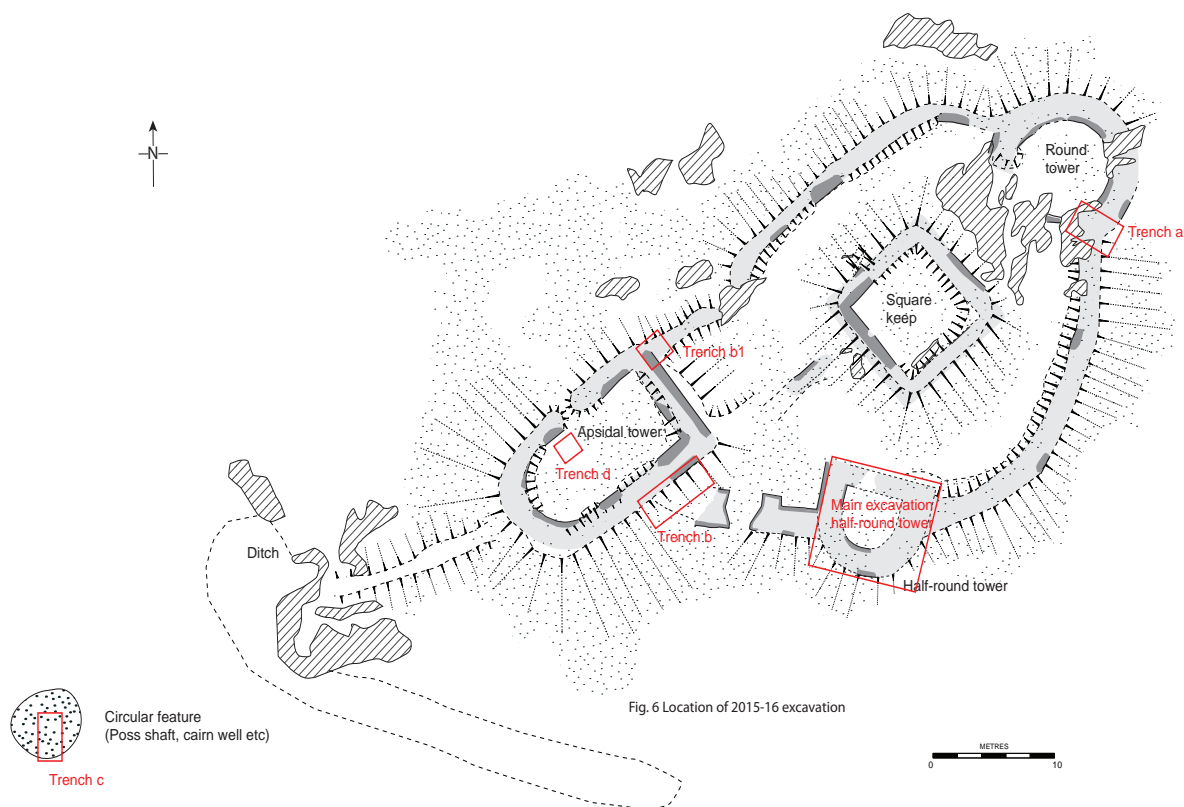 N
Round
tower
Trench a
Square
keep
Trench b1
Apsidal tower
Trench d
Main excavation
half-round tower
Trench b
Ditch
Half-round tower
Fig. 6 Location of 2015-16 excavation
Circular feature
(Poss shaft, cairn well etc)
METRES
0 10
Trench c